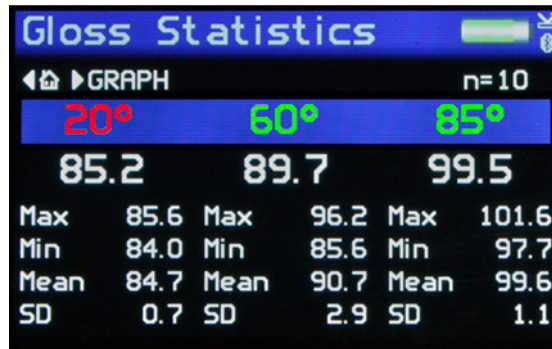 Gloss Statistics
GRAPH n=10
20° 60° 85°
85.2 89.7 99.5
Max 85.6 Max 96.2 Max 101.6
Min 84.0 Min 85.6 Min 97.7
Mean 84.7 Mean 90.7 Mean 99.6
SD 0.7 SD 2.9 SD 1.1